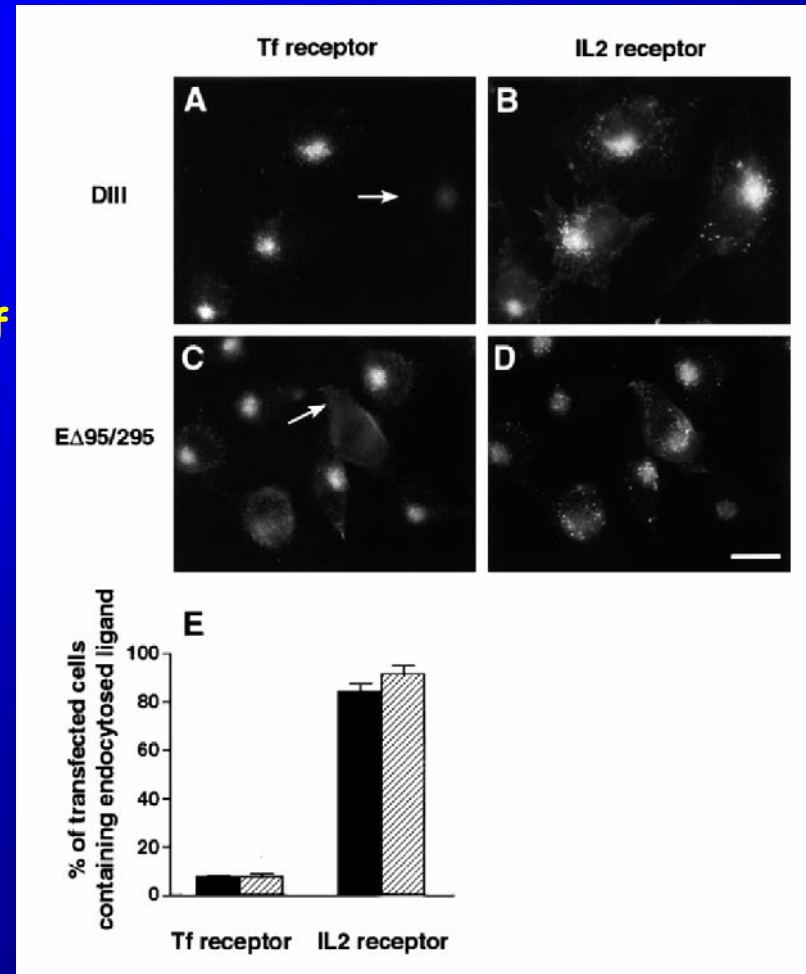 Tf receptor IL2 receptor
A B
DIII
f
C D
EΔ95/295
E
% of transfected cells
containing endocytosed ligand
100
80
60
40
20
0
Tf receptor IL2 receptor